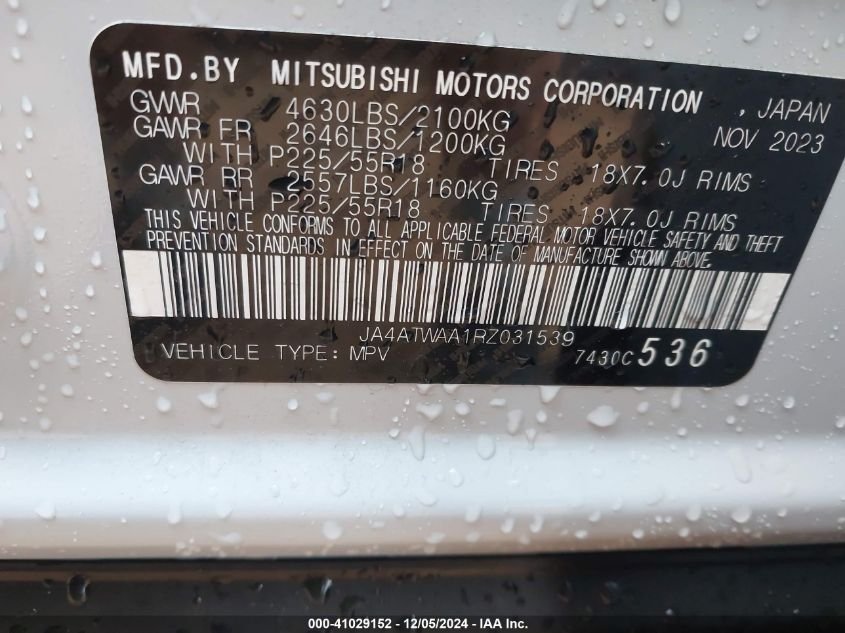 MFD.BY MITSUBISHI MOTORS CORPORATION , JAPAN
GVWR 4630LBS/2100KG NOV 2023
GAWR FR 2646LBS/1200KG
WITH P225/55R18 TIRES 18X7.0J RIMS
GAWR RR 2557LBS/1160KG
WITH P225/55R18 TIRES 18X7.0J RIMS
THIS VEHICLE CONFORMS TO ALL APPLICABLE FEDERAL MOTOR VEHICLE SAFETY AND THEFT
PREVENTION STANDARDS IN EFFECT ON THE DATE OF MANUFACTURE SHOWN ABOVE.
JA4ATWAA1RZ031539
VEHICLE TYPE: MPV 7430C 536
000-41029152 - 12/05/2024 - IAA Inc.